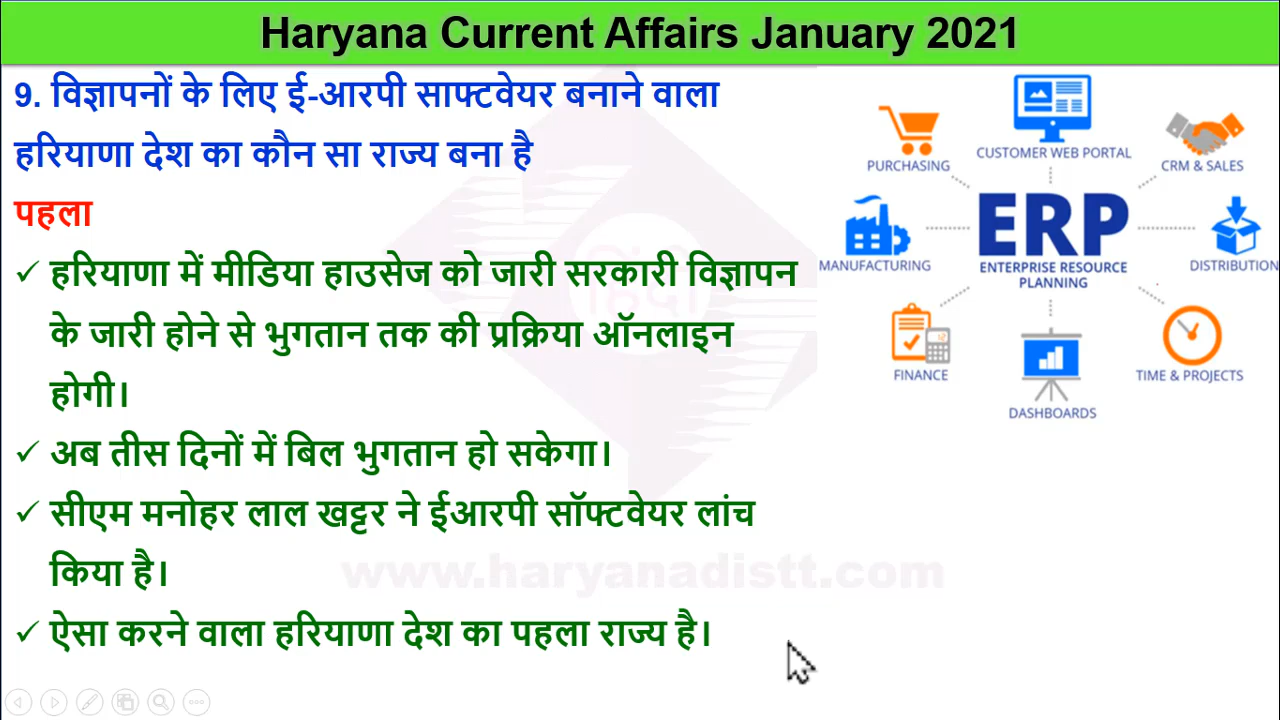 Haryana Current Affairs January 2021
9. विज्ञापनों के लिए ई-आरपी साफ्टवेयर बनाने वाला
हरियाणा देश का कौन सा राज्य बना है
पहला
✓ हरियाणा में मीडिया हाउसेज को जारी सरकारी विज्ञापन
के जारी होने से भुगतान तक की प्रक्रिया ऑनलाइन
होगी।
✓ अब तीस दिनों में बिल भुगतान हो सकेगा।
✓ सीएम मनोहर लाल खट्टर ने ईआरपी सॉफ्टवेयर लांच
किया है।
✓ ऐसा करने वाला हरियाणा देश का पहला राज्य है।
PURCHASING
CUSTOMER WEB PORTAL
CRM & SALES
MANUFACTURING
ERP
ENTERPRISE RESOURCE
PLANNING
DISTRIBUTION
FINANCE
DASHBOARDS
TIME & PROJECTS
हिंदी
www.haryanadistt.com